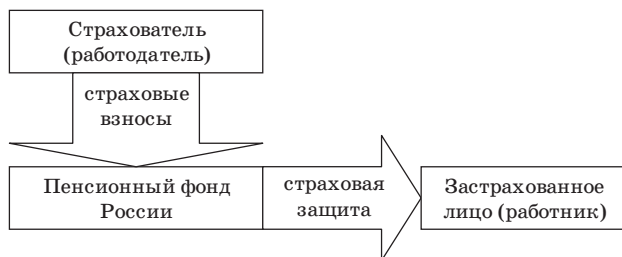 Страхователь
(работодатель)
страховые
взносы
Пенсионный фонд
России
страховая
защита
Застрахованное
лицо (работник)